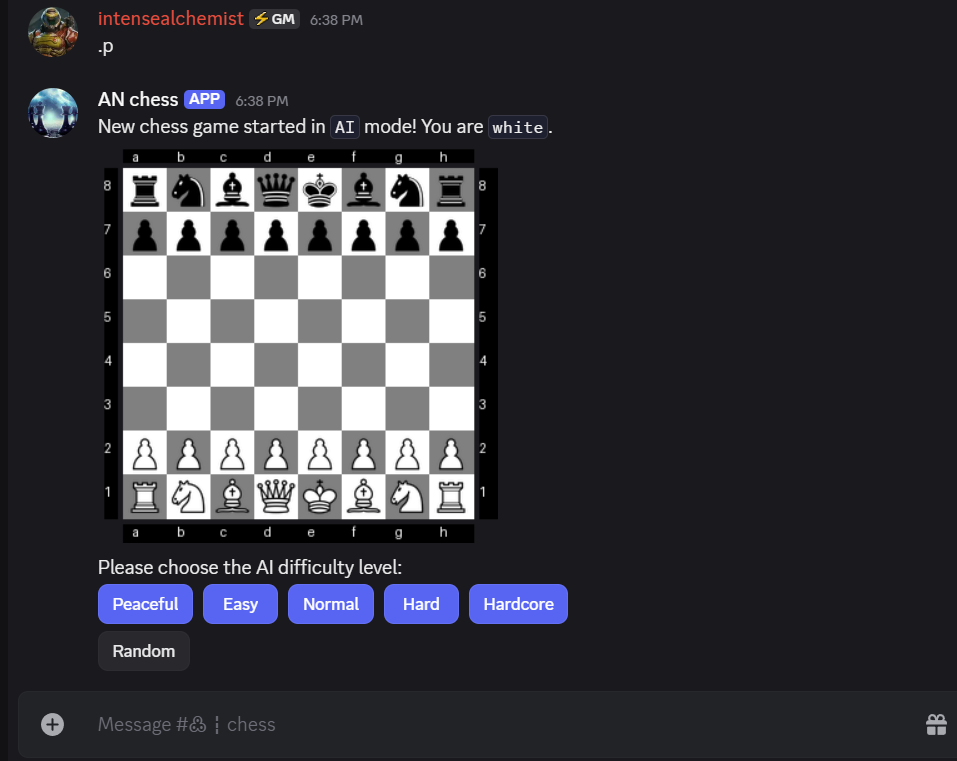 intensealchemist ⚡GM 6:38 PM
.p
AN chess APP 6:38 PM
New chess game started in AI mode! You are white.
a b c d e f g h
8 8
7 7
6 6
5 5
4 4
3 3
2 2
1 1
a b c d e f g h
Please choose the AI difficulty level:
Peaceful Easy Normal Hard Hardcore
Random
Message #♙ ¦ chess